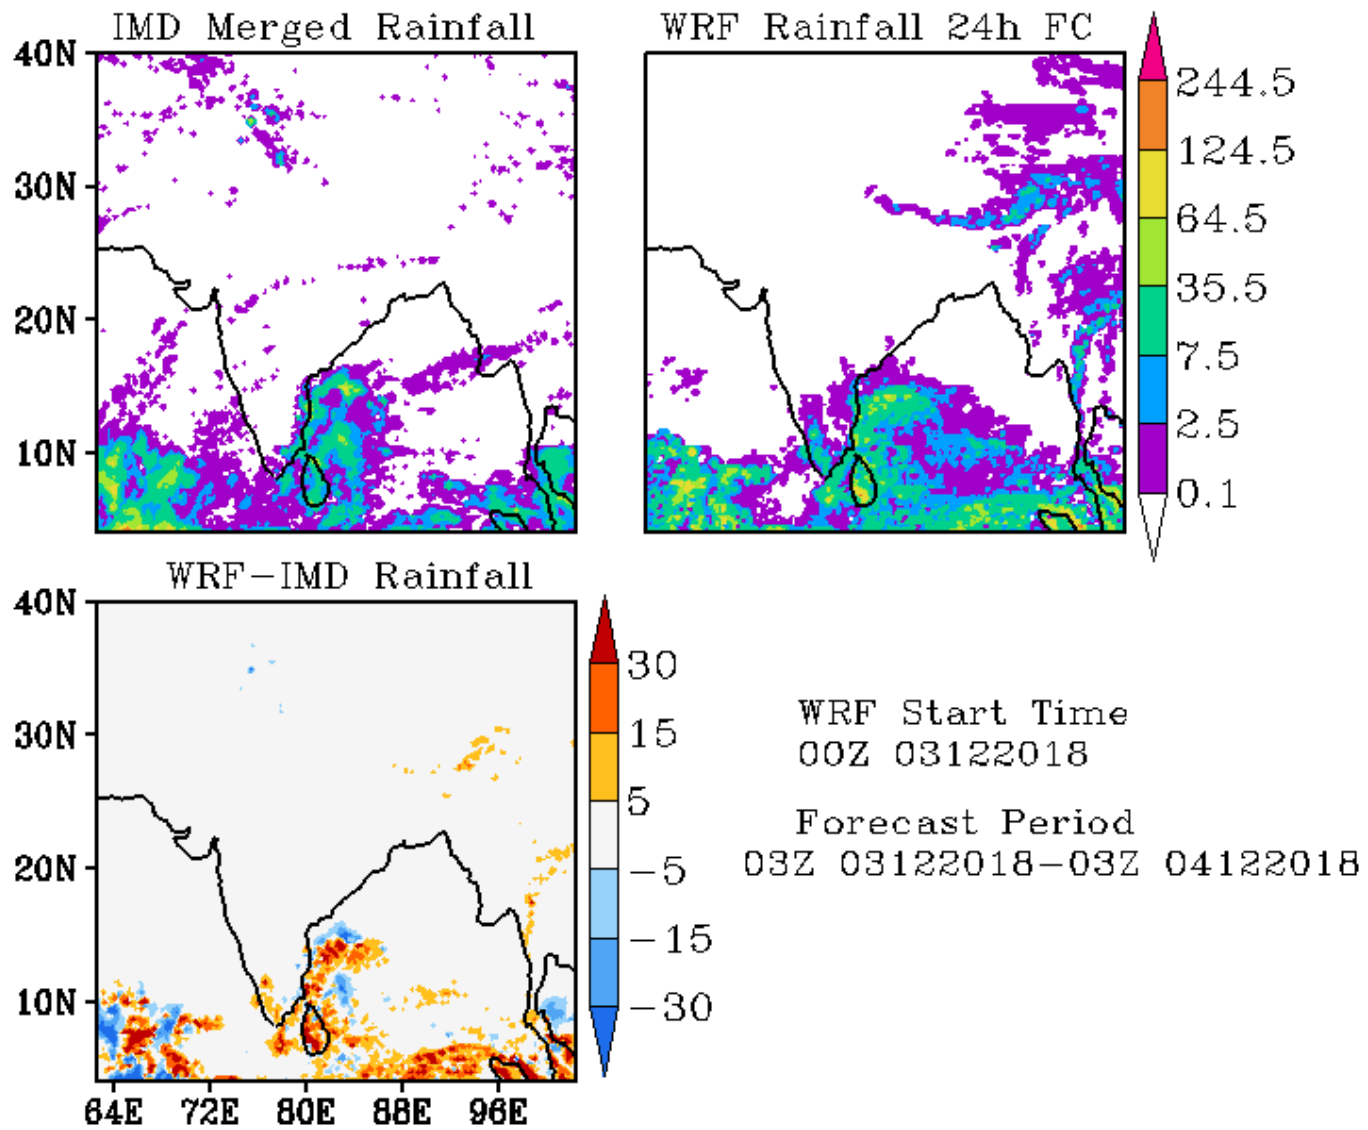 IMD Merged Rainfall
WRF Rainfall 24h FC
40N
30N
20N
10N
244.5
124.5
64.5
35.5
7.5
2.5
0.1
WRF-IMD Rainfall
40N
30N
20N
10N
64E 72E 80E 88E 96E
30
15
5
-5
-15
-30
WRF Start Time
00Z 03122018
Forecast Period
03Z 03122018-03Z 04122018